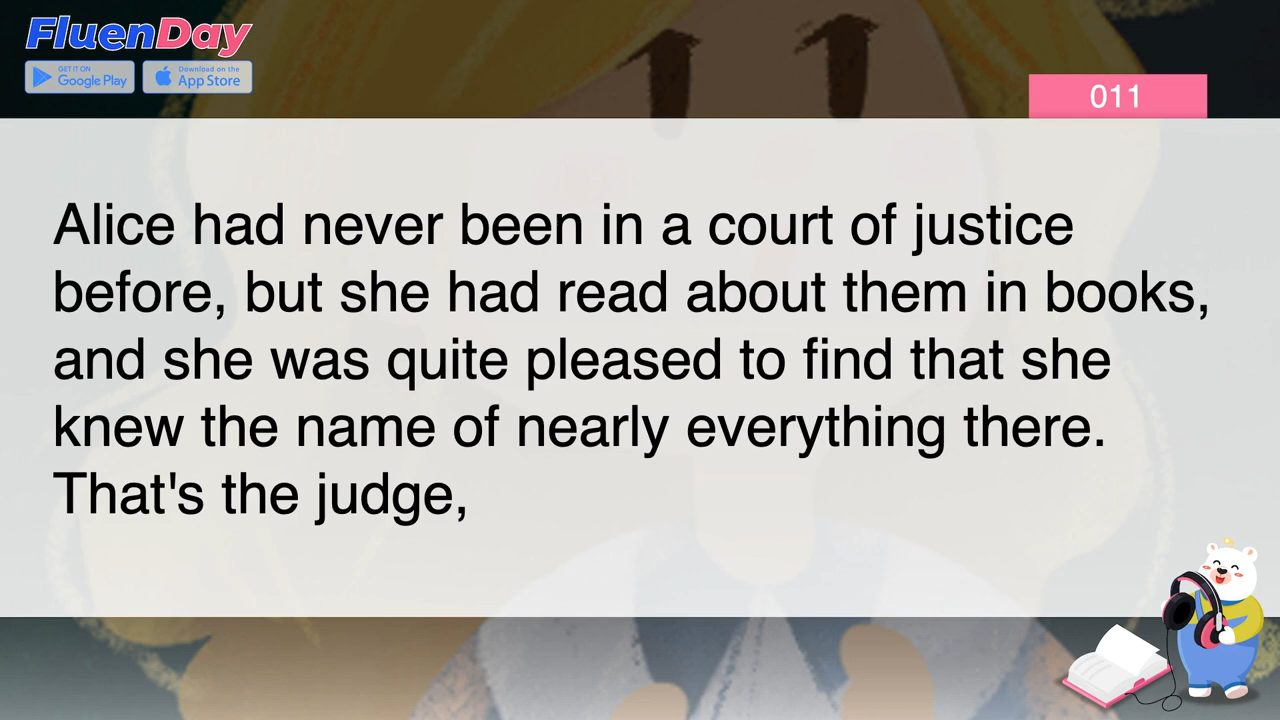 FluenDay
GET IT ON
Google Play
Download on the
App Store
011
Alice had never been in a court of justice
before, but she had read about them in books,
and she was quite pleased to find that she
knew the name of nearly everything there.
That's the judge,